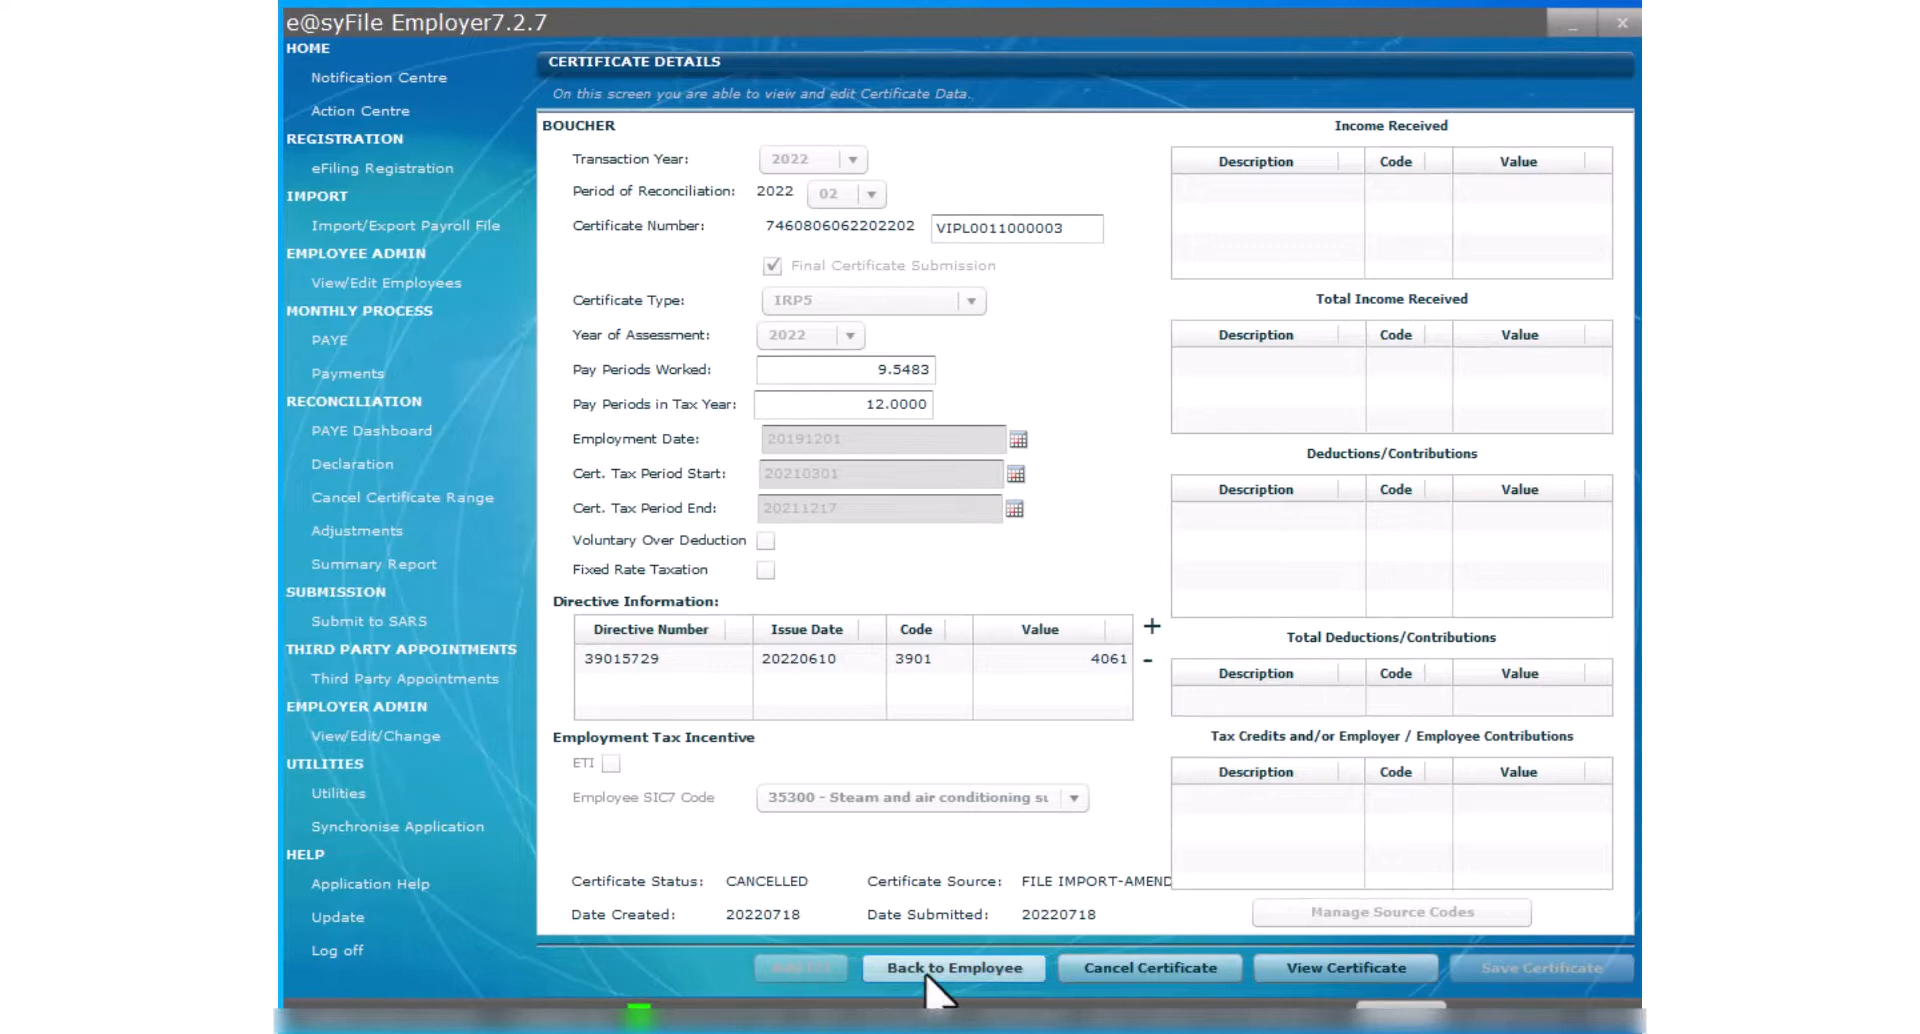 e@syFile Employer7.2.7
HOME
Notification Centre
Action Centre
REGISTRATION
eFiling Registration
IMPORT
Import/Export Payroll File
EMPLOYEE ADMIN
View/Edit Employees
MONTHLY PROCESS
PAYE
Payments
RECONCILIATION
PAYE Dashboard
Declaration
Cancel Certificate Range
Adjustments
Summary Report
SUBMISSION
Submit to SARS
THIRD PARTY APPOINTMENTS
Third Party Appointments
EMPLOYER ADMIN
View/Edit/Change
UTILITIES
Utilities
Synchronise Application
HELP
Application Help
Update
Log off
CERTIFICATE DETAILS
On this screen you are able to view and edit Certificate Data.
BOUCHER
Transaction Year: 2022
Period of Reconciliation: 2022 02
Certificate Number: 7460806062202202 VIPL0011000003
Final Certificate Submission
Certificate Type: IRP5
Year of Assessment: 2022
Pay Periods Worked: 9.5483
Pay Periods in Tax Year: 12.0000
Employment Date: 20191201
Cert. Tax Period Start: 20210301
Cert. Tax Period End: 20211217
Voluntary Over Deduction
Fixed Rate Taxation
Directive Information:
Directive Number Issue Date Code Value +
39015729 20220610 3901 4061 -
Employment Tax Incentive
ETI
Employee SIC7 Code 35300 - Steam and air conditioning su
Certificate Status: CANCELLED Certificate Source: FILE IMPORT-AMEND
Date Created: 20220718 Date Submitted: 20220718
Income Received
Description Code Value
Total Income Received
Description Code Value
Deductions/Contributions
Description Code Value
Total Deductions/Contributions
Description Code Value
Tax Credits and/or Employer / Employee Contributions
Description Code Value
Manage Source Codes
Back to Employee Cancel Certificate View Certificate Save Certificate